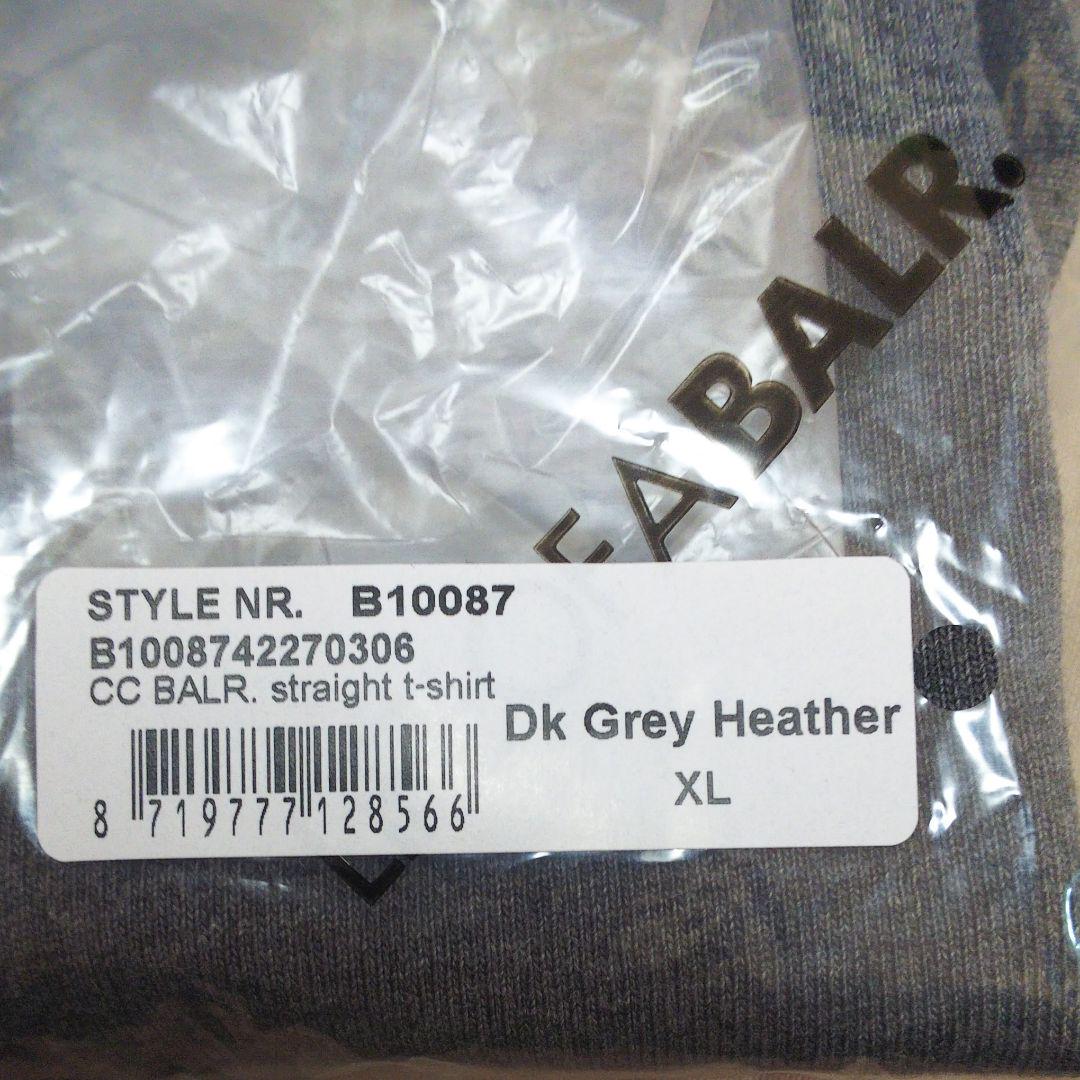 E A BALR.
STYLE NR. B10087
B1008742270306
CC BALR. straight t-shirt
Dk Grey Heather
XL
8 719777 128566